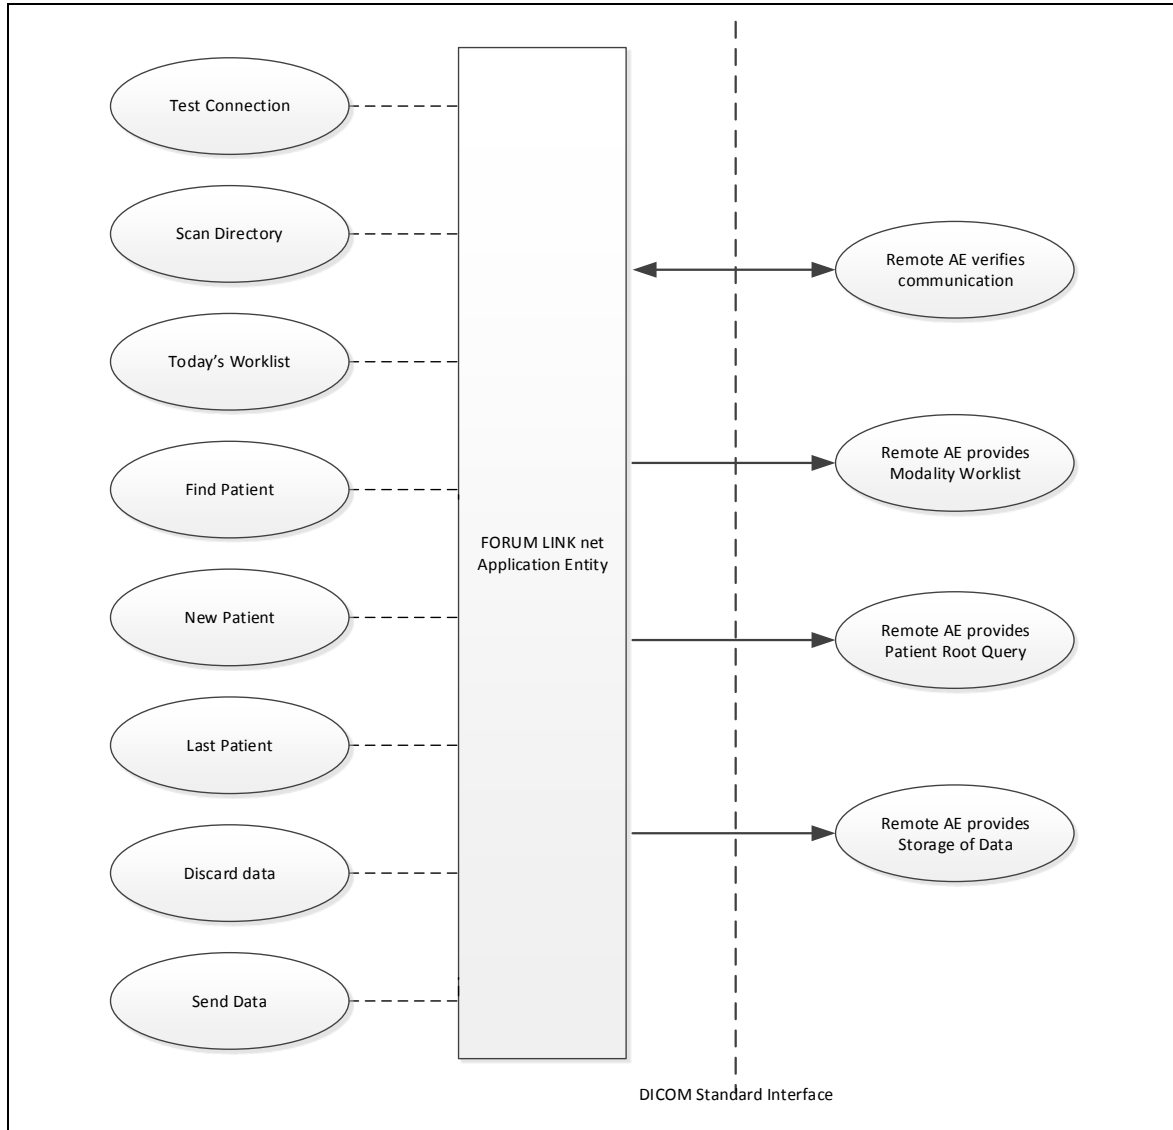 Test Connection
Scan Directory
Today's Worklist
Find Patient
New Patient
Last Patient
Discard data
Send Data
FORUM LINK net
Application Entity
Remote AE verifies
communication
Remote AE provides
Modality Worklist
Remote AE provides
Patient Root Query
Remote AE provides
Storage of Data
DICOM Standard Interface